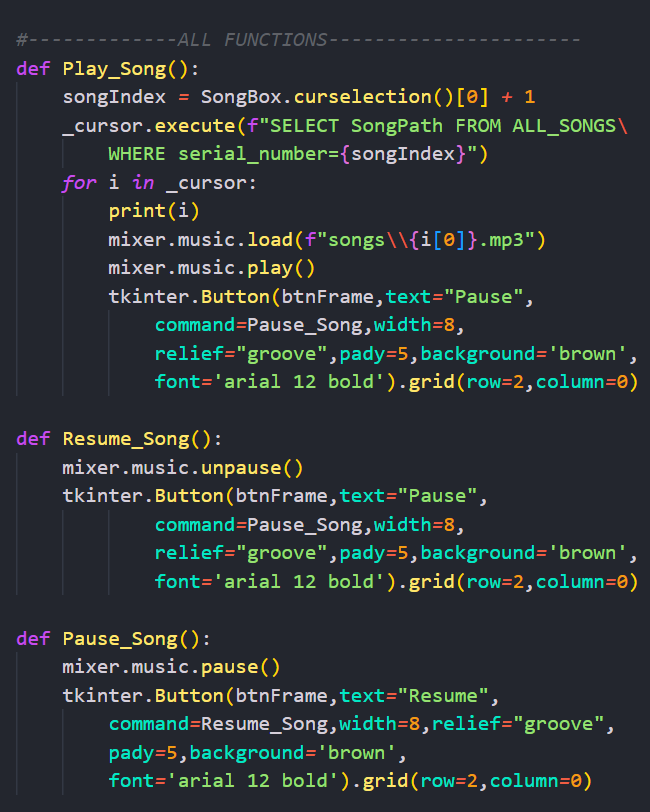 #-------------ALL FUNCTIONS----------------------
def Play_Song():
    songIndex = SongBox.curselection()[0] + 1
    _cursor.execute(f"SELECT SongPath FROM ALL_SONGS\
        WHERE serial_number={songIndex}")
    for i in _cursor:
        print(i)
        mixer.music.load(f"songs\\{i[0]}.mp3")
        mixer.music.play()
        tkinter.Button(btnFrame,text="Pause",
            command=Pause_Song,width=8,
            relief="groove",pady=5,background='brown',
            font='arial 12 bold').grid(row=2,column=0)

def Resume_Song():
    mixer.music.unpause()
    tkinter.Button(btnFrame,text="Pause",
            command=Pause_Song,width=8,
            relief="groove",pady=5,background='brown',
            font='arial 12 bold').grid(row=2,column=0)

def Pause_Song():
    mixer.music.pause()
    tkinter.Button(btnFrame,text="Resume",
        command=Resume_Song,width=8,relief="groove",
        pady=5,background='brown',
        font='arial 12 bold').grid(row=2,column=0)